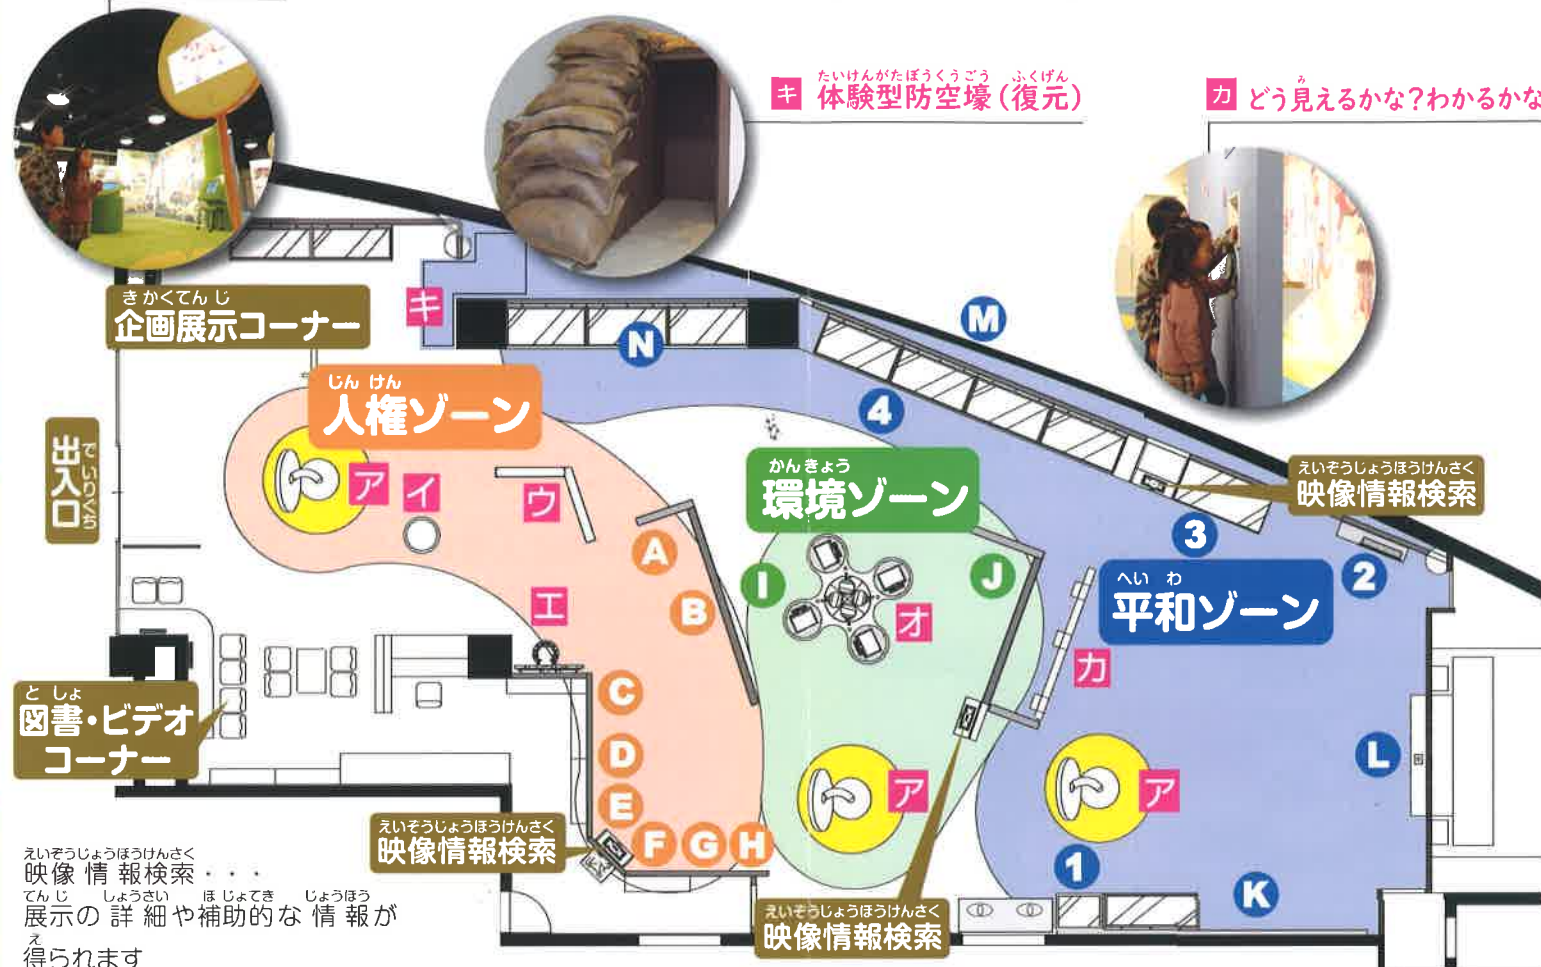 キ 体験型防空壕(復元)
たいけんがたぼうくうごう ふくげん
カ どう見えるかな?わかるかな
み
きかくてんじ
企画展示コーナー
キ
N
M
4
じんけん
人権ゾーン
でいりぐち
出入口
ア
イ
ウ
エ
A
B
かんきょう
環境ゾーン
I
J
オ
えいぞうじょうほうけんさく
映像情報検索
3
2
へいわ
平和ゾーン
カ
としょ
図書・ビデオ
コーナー
C
D
E
F
G
H
ア
ア
L
1
K
えいぞうじょうほうけんさく
映像情報検索
えいぞうじょうほうけんさく
映像情報検索
えいぞうじょうほうけんさく
映像情報検索・・・
てんじ しょうさい ほじょてき じょうほう
展示の詳細や補助的な情報が
え
得られます